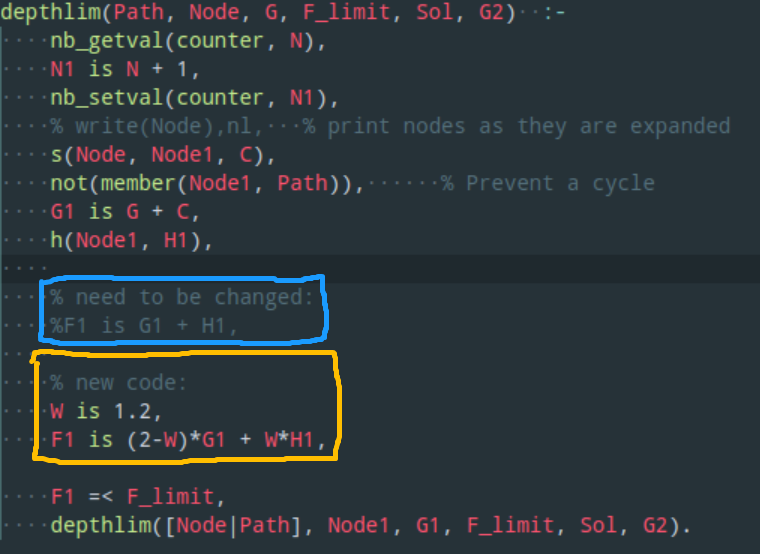 depthlim(Path, Node, G, F_limit, Sol, G2)  :-
    nb_getval(counter, N),
    N1 is N + 1,
    nb_setval(counter, N1),
    % write(Node),nl,   % print nodes as they are expanded
    s(Node, Node1, C),
    not(member(Node1, Path)),      % Prevent a cycle
    G1 is G + C,
    h(Node1, H1),
    % need to be changed:
    %F1 is G1 + H1,
    % new code:
    W is 1.2,
    F1 is (2-W)*G1 + W*H1,
    F1 =< F_limit,
    depthlim([Node|Path], Node1, G1, F_limit, Sol, G2).